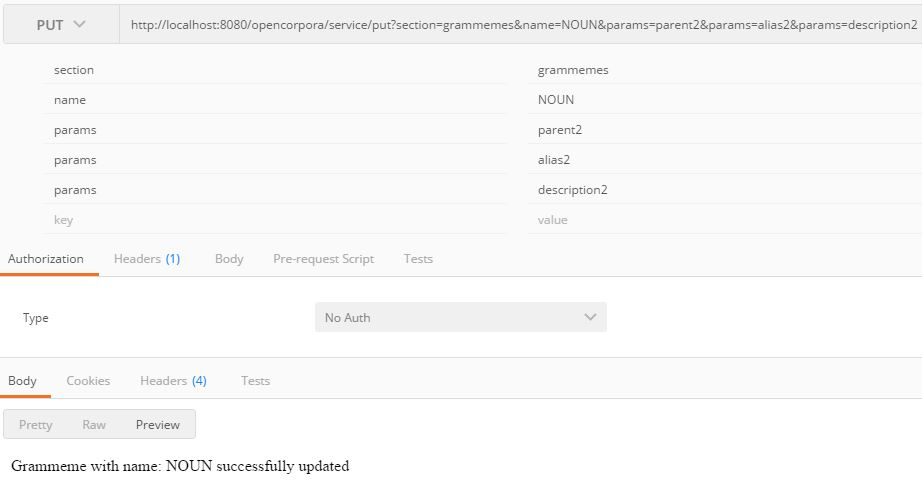 PUT http://localhost:8080/opencorpora/service/put?section=grammemes&name=NOUN&params=parent2&params=alias2&params=description2
section grammemes
name NOUN
params parent2
params alias2
params description2
key value
Authorization Headers (1) Body Pre-request Script Tests
Type No Auth
Body Cookies Headers (4) Tests
Pretty Raw Preview
Grammeme with name: NOUN successfully updated